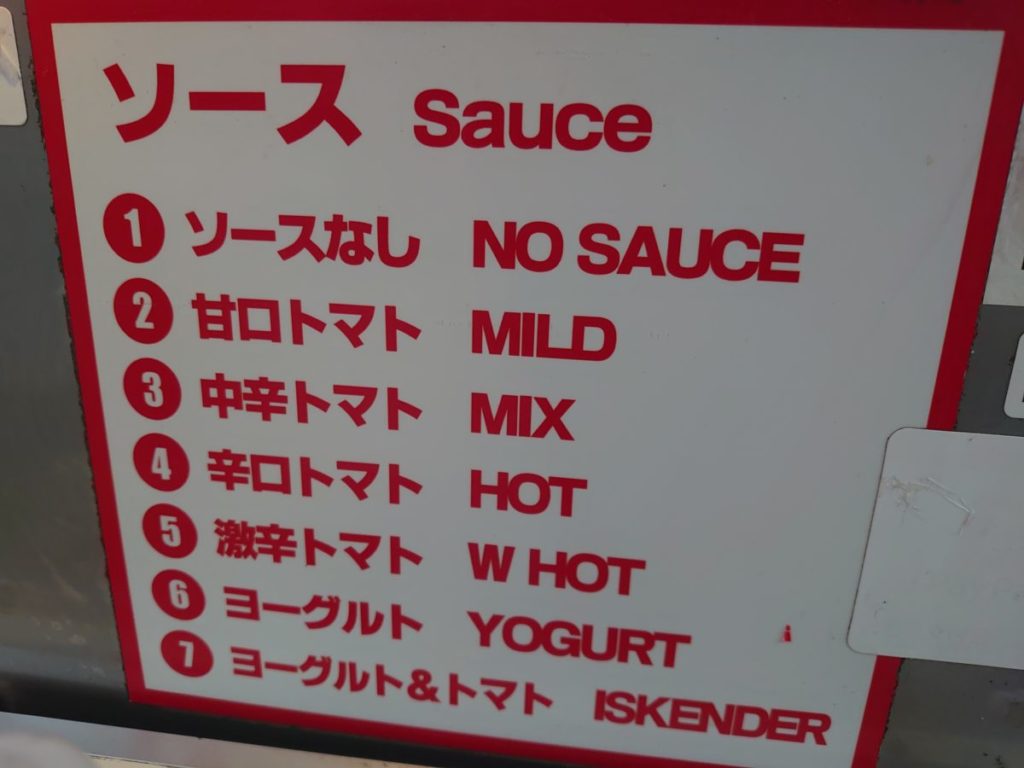 ソース Sauce
1 ソースなし NO SAUCE
2 甘口トマト MILD
3 中辛トマト MIX
4 辛口トマト HOT
5 激辛トマト W HOT
6 ヨーグルト YOGURT
7 ヨーグルト&トマト ISKENDER